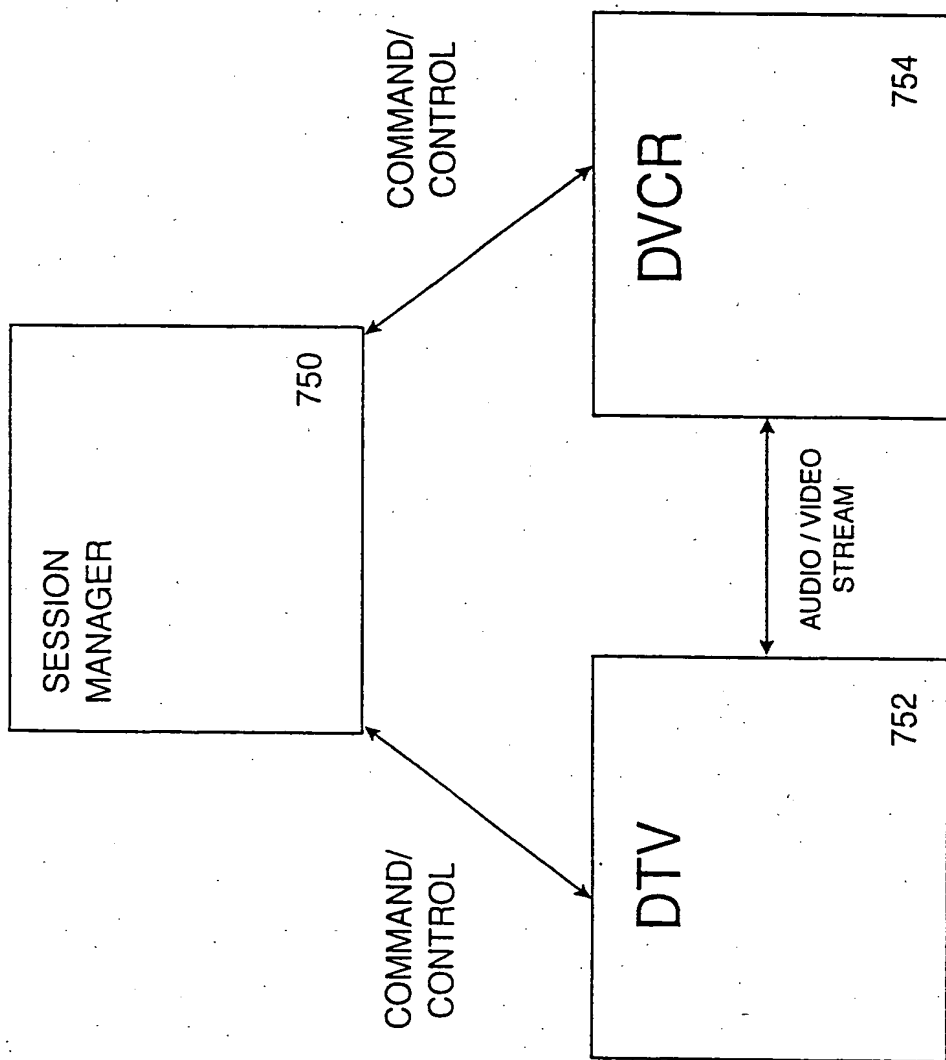 SESSION
MANAGER
750
COMMAND/
CONTROL
COMMAND/
CONTROL
DTV
752
AUDIO / VIDEO
STREAM
DVCR
754